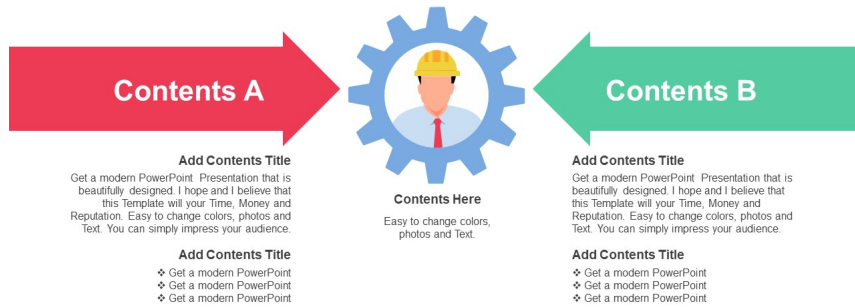 Contents A
Add Contents Title
Get a modern PowerPoint Presentation that is
beautifully designed. I hope and I believe that
this Template will your Time, Money and
Reputation. Easy to change colors, photos and
Text. You can simply impress your audience.
Add Contents Title
❖ Get a modern PowerPoint
❖ Get a modern PowerPoint
❖ Get a modern PowerPoint
Contents Here
Easy to change colors,
photos and Text.
Contents B
Add Contents Title
Get a modern PowerPoint Presentation that is
beautifully designed. I hope and I believe that
this Template will your Time, Money and
Reputation. Easy to change colors, photos and
Text. You can simply impress your audience.
Add Contents Title
❖ Get a modern PowerPoint
❖ Get a modern PowerPoint
❖ Get a modern PowerPoint